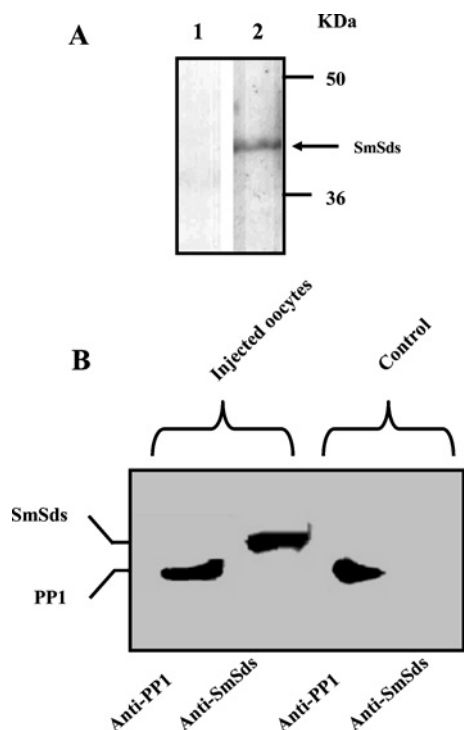 A
1 2 KDa
50
SmSds
36
B
Injected oocytes
Control
SmSds
PP1
Anti-PP1
Anti-SmSds
Anti-PP1
Anti-SmSds